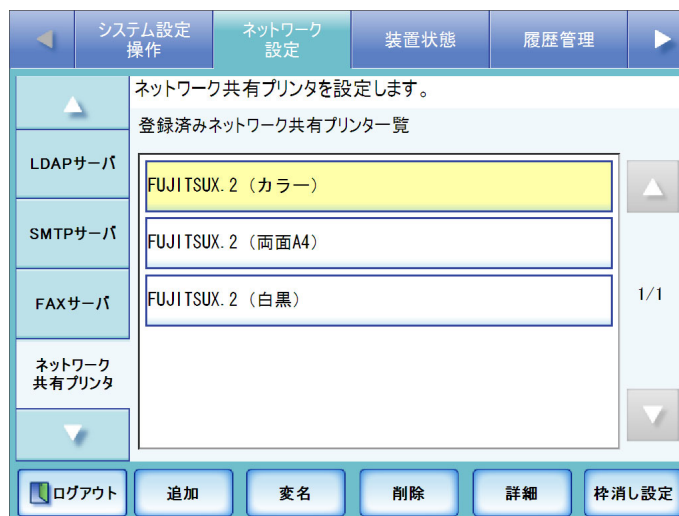 システム設定
操作
ネットワーク
設定
装置状態
履歴管理
ネットワーク共有プリンタを設定します。
登録済みネットワーク共有プリンタ一覧
LDAPサーバ
SMTPサーバ
FAXサーバ
ネットワーク
共有プリンタ
FUJITSUX.2（カラー）
FUJITSUX.2（両面A4）
FUJITSUX.2（白黒）
1/1
ログアウト
追加
変名
削除
詳細
枠消し設定